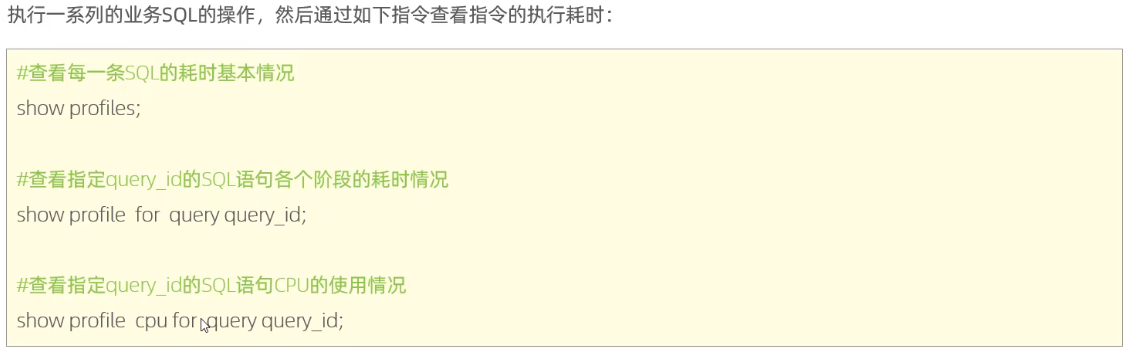 执行一系列的业务SQL的操作，然后通过如下指令查看指令的执行耗时：
#查看每一条SQL的耗时基本情况
show profiles;
#查看指定query_id的SQL语句各个阶段的耗时情况
show profile for query query_id;
#查看指定query_id的SQL语句CPU的使用情况
show profile cpu for query query_id;